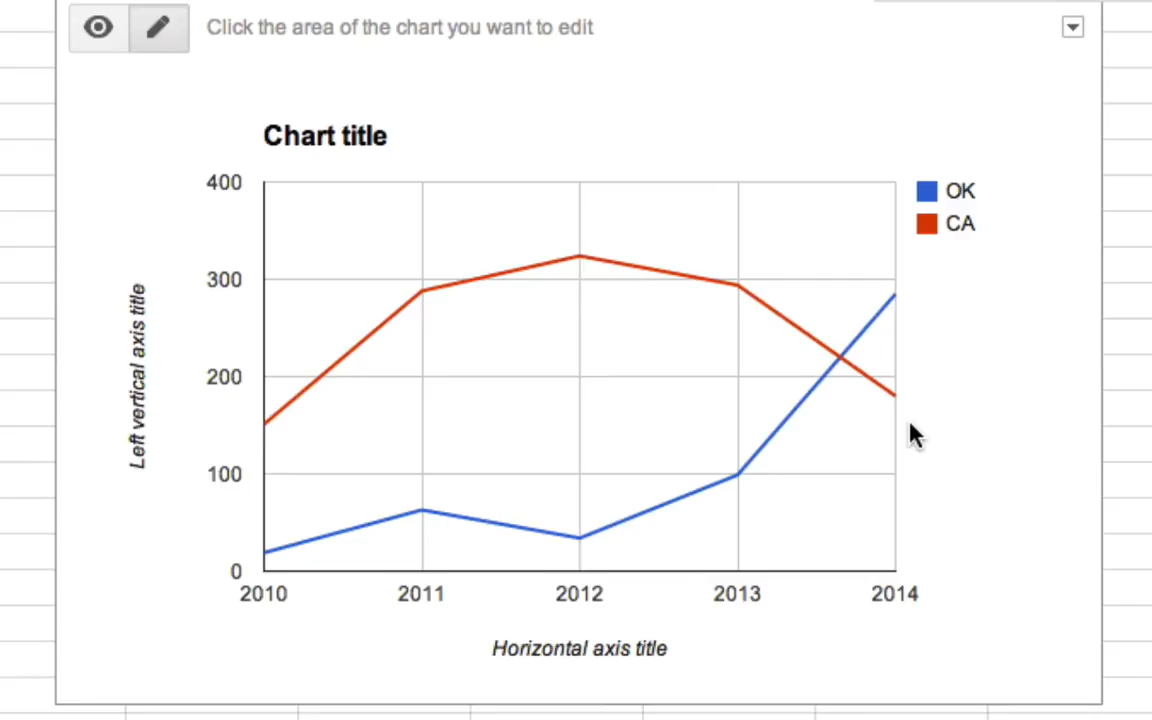 Click the area of the chart you want to edit
Chart title
400
300
200
100
0
OK
CA
Left vertical axis title
2010 2011 2012 2013 2014
Horizontal axis title